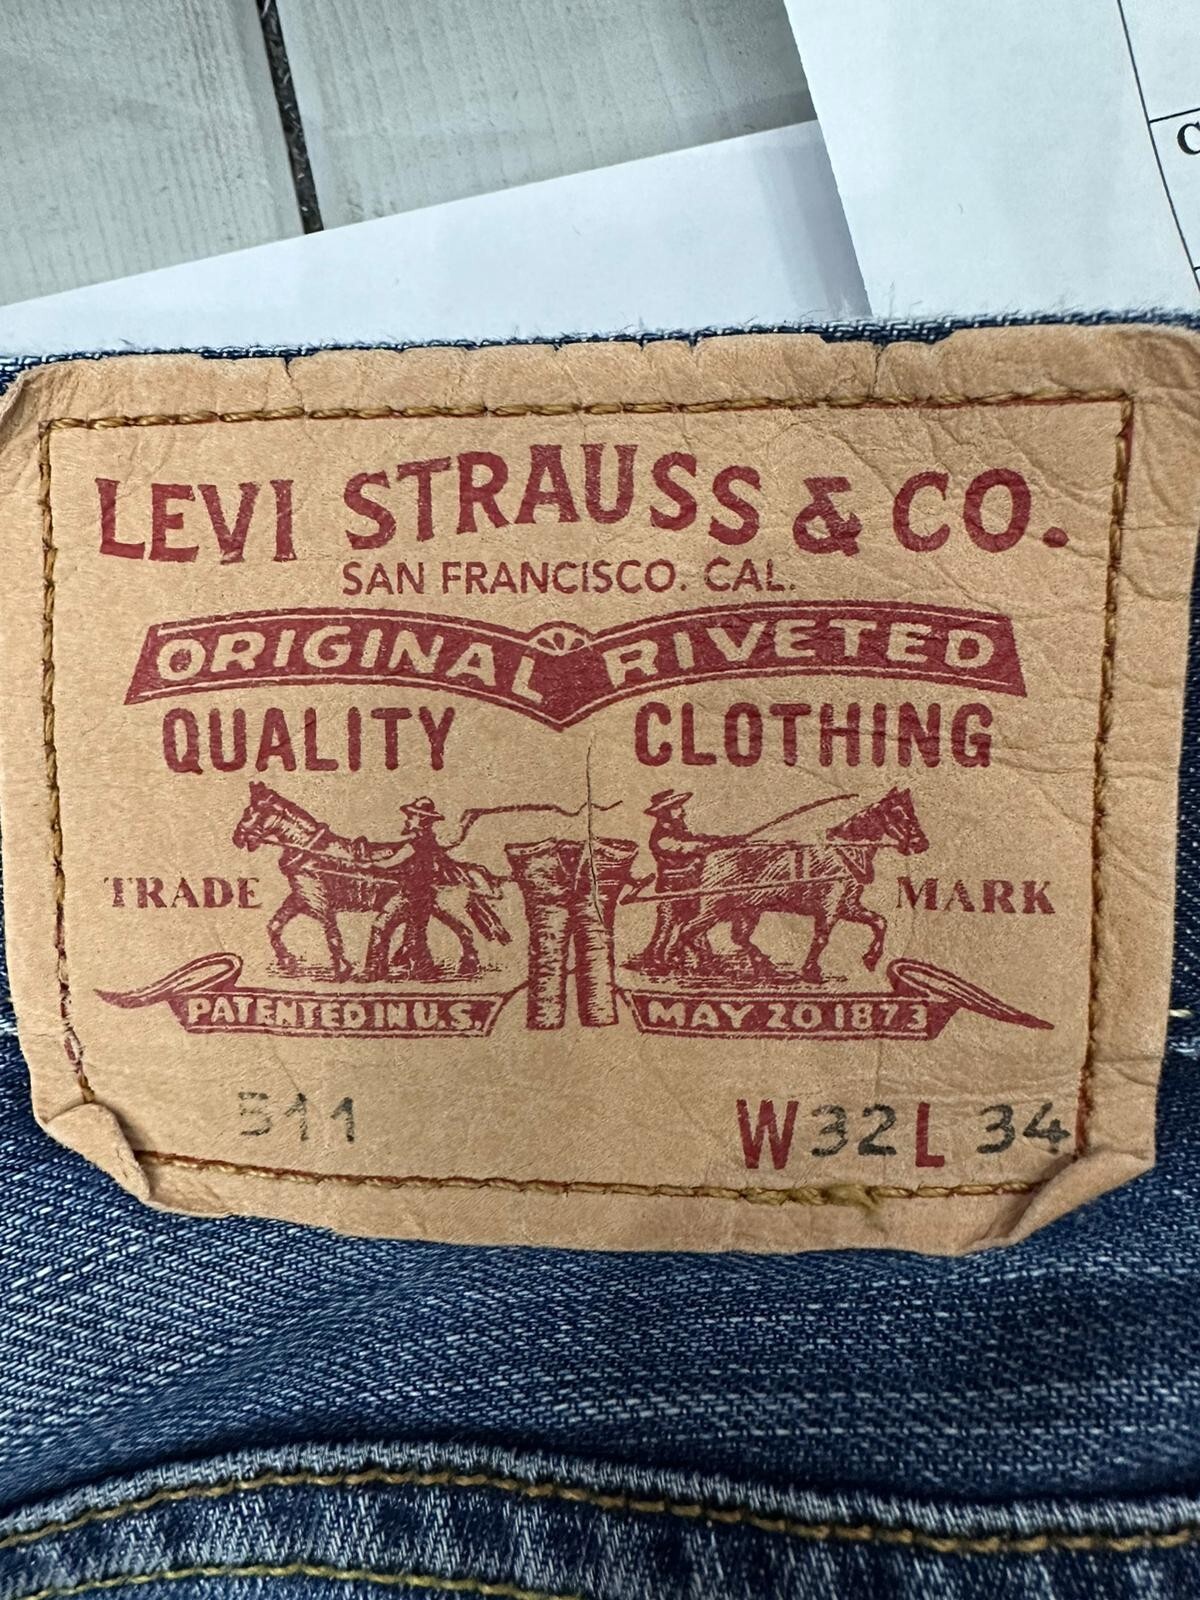 C
LEVI STRAUSS & CO.
SAN FRANCISCO. CAL.
ORIGINAL RIVETED
QUALITY CLOTHING
TRADE MARK
PATENTED IN U.S. MAY 20 1873
511 W32 L 34